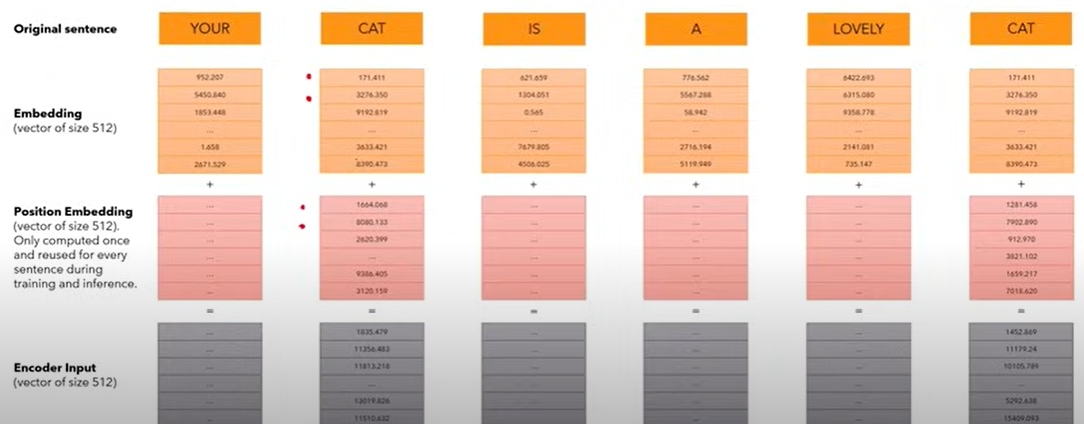 Original sentence
YOUR CAT IS A LOVELY CAT
Embedding
(vector of size 512)
952.207 171.411 621.659 776.562 6422.693 171.411
5450.840 3276.350 1304.051 5567.288 6315.080 3276.350
1853.448 9192.819 0.565 58.942 9358.778 9192.819
... ... ... ... ... ...
1.658 3633.421 7679.805 2716.194 2141.081 3633.421
2671.529 8390.473 4506.025 5119.949 735.147 8390.473
+ + + + + +
Position Embedding
(vector of size 512).
Only computed once
and reused for every
sentence during
training and inference.
... 1664.068 ... ... ... 1281.458
... 8080.133 ... ... ... 7902.890
... 2620.399 ... ... ... 912.970
... ... ... ... ... 3821.102
... 9386.405 ... ... ... 1659.217
... 3120.159 ... ... ... 7018.620
= = = = = =
Encoder Input
(vector of size 512)
... 1835.479 ... ... ... 1452.869
... 11356.483 ... ... ... 11179.24
... 11813.218 ... ... ... 10105.789
... ... ... ... ... ...
... 13019.826 ... ... ... 5292.638
... 11510.632 ... ... ... 15409.093